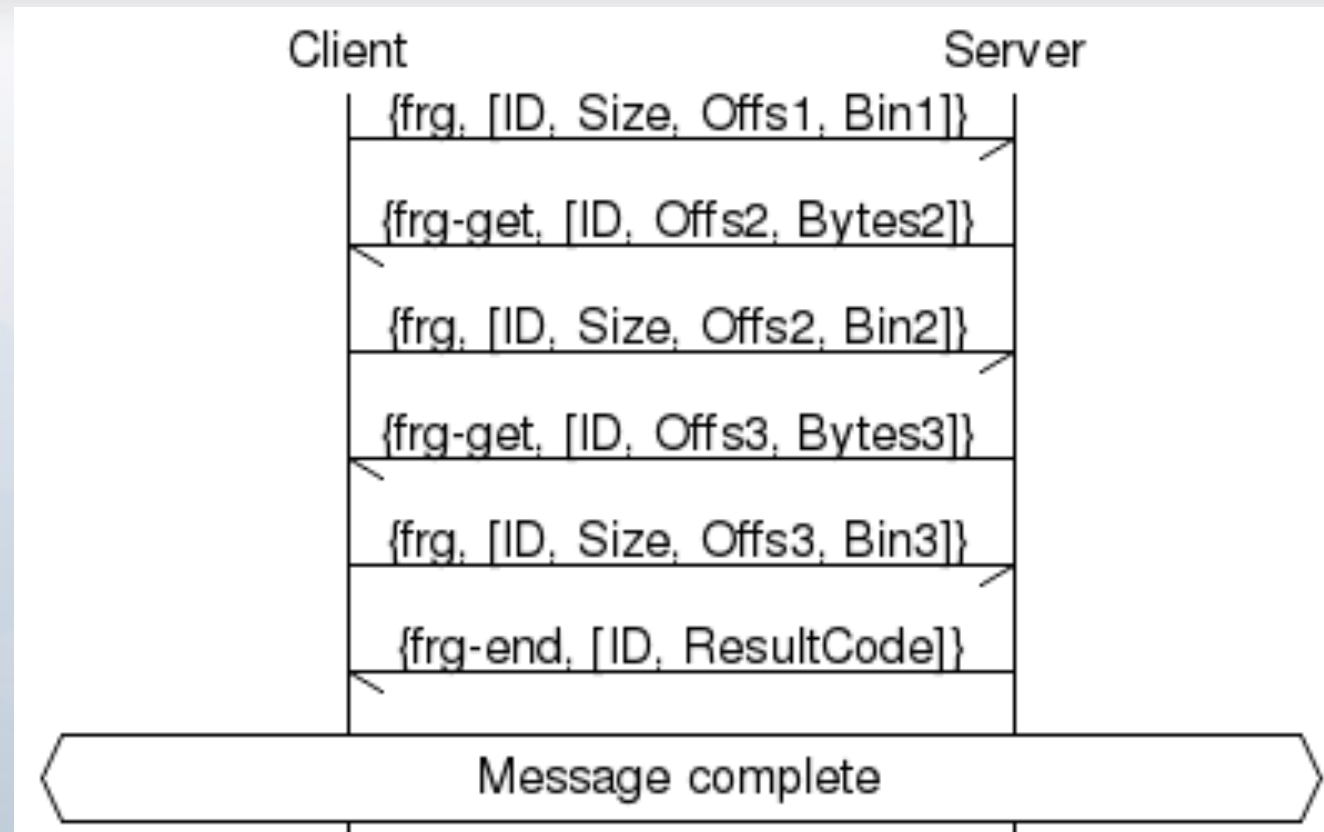 Client Server
{frg, [ID, Size, Offs1, Bin1]}
{frg-get, [ID, Offs2, Bytes2]}
{frg, [ID, Size, Offs2, Bin2]}
{frg-get, [ID, Offs3, Bytes3]}
{frg, [ID, Size, Offs3, Bin3]}
{frg-end, [ID, ResultCode]}
Message complete